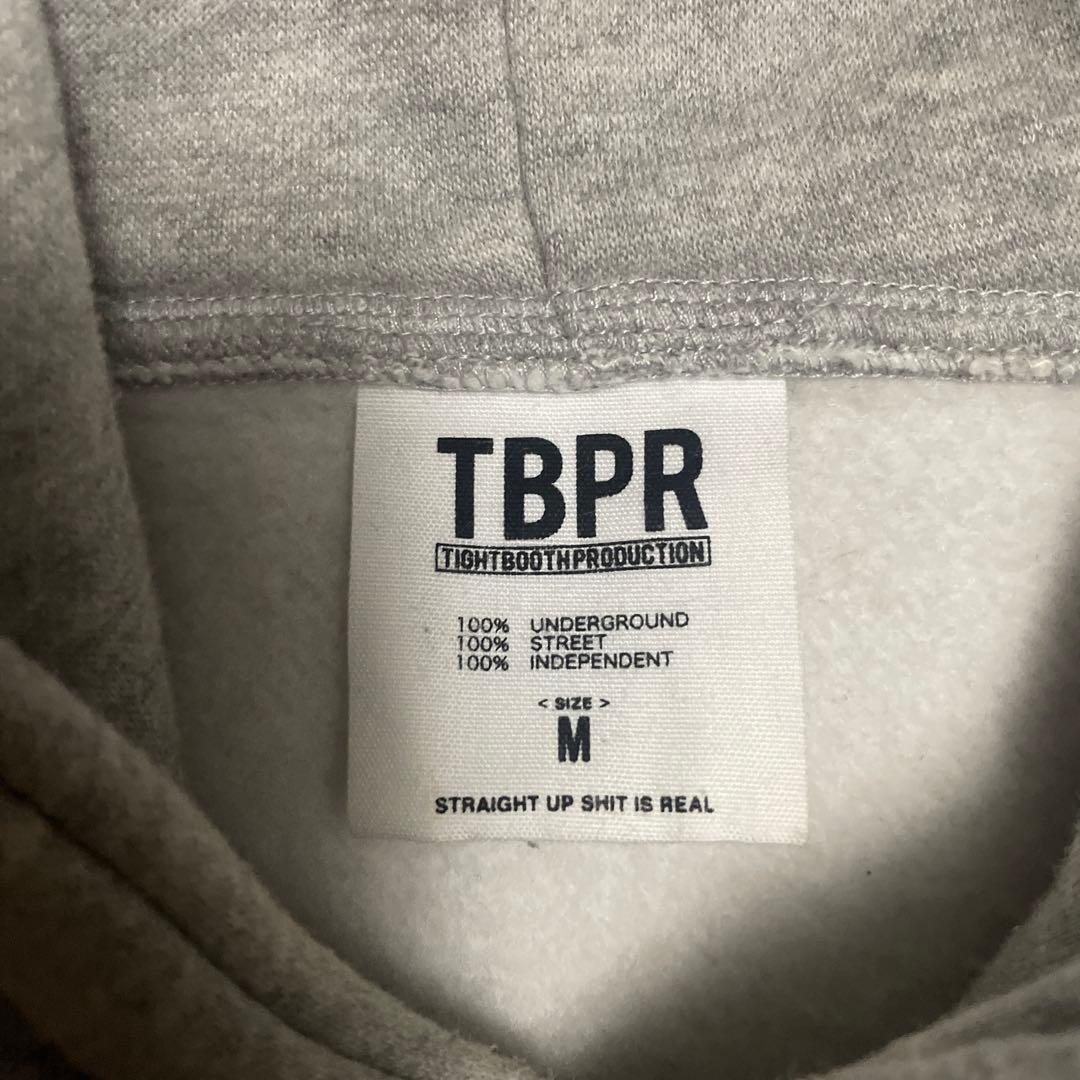 TBPR
TIGHTBOOTHPRODUCTION
100% UNDERGROUND
100% STREET
100% INDEPENDENT
< SIZE >
M
STRAIGHT UP SHIT IS REAL